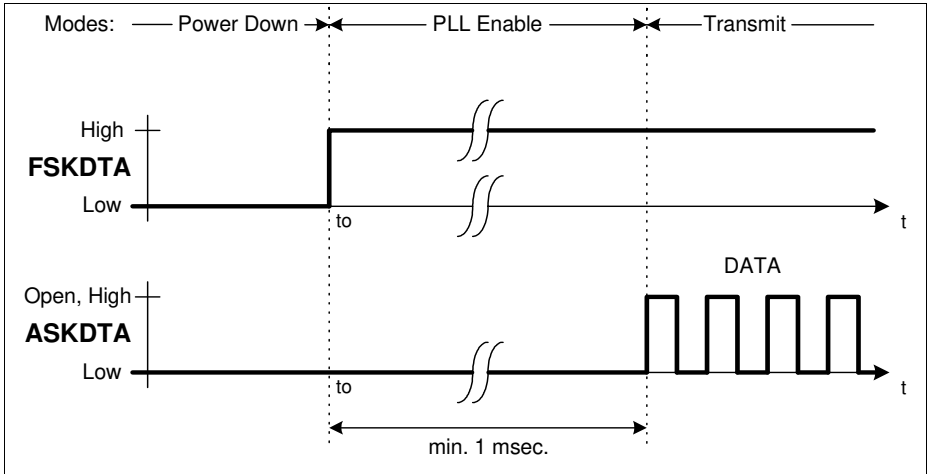 Modes: Power Down PLL Enable Transmit
High
FSKDTA
Low
to
t
DATA
Open, High
ASKDTA
Low
to
t
min. 1 msec.